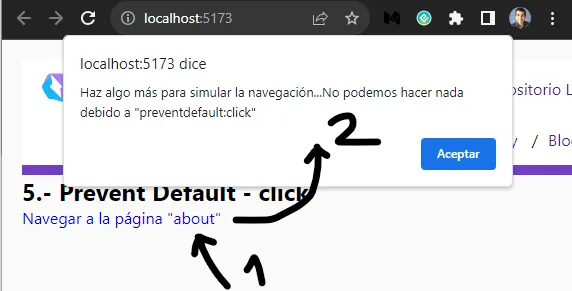 localhost:5173
localhost:5173 dice
Haz algo más para simular la navegación...No podemos hacer nada
debido a "preventdefault:click"
Aceptar
ositorio L
/ Blo
2
5.- Prevent Default - click
Navegar a la página "about"
1